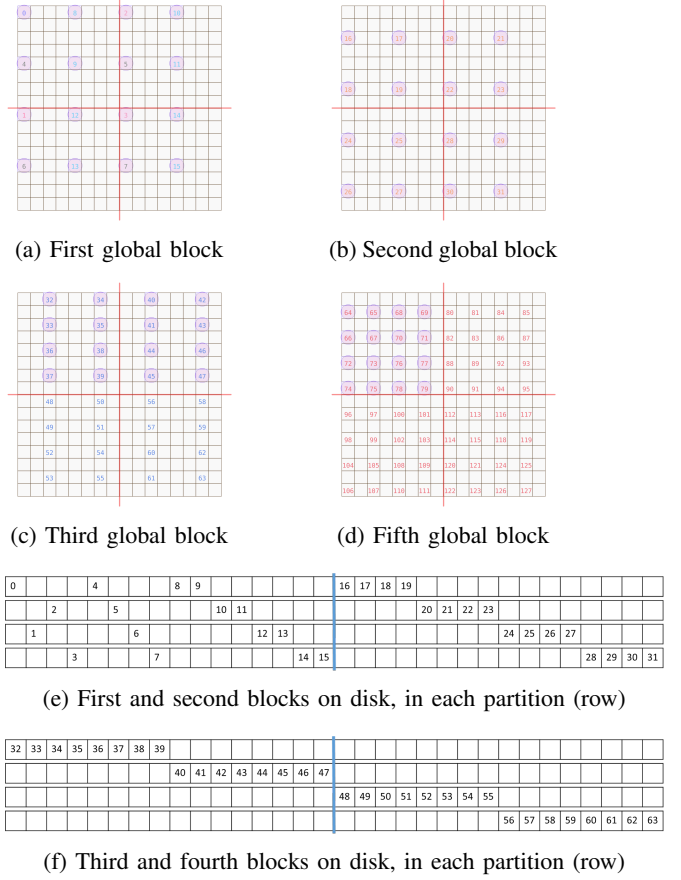 0 8 2 10
4 9 5 11
1 12 3 14
6 13 7 15
(a) First global block
16 17 20 21
18 19 22 23
24 25 28 29
26 27 30 31
(b) Second global block
32 34 40 42
33 35 41 43
36 38 44 46
37 39 45 47
48 50 56 58
49 51 57 59
52 54 60 62
53 55 61 63
(c) Third global block
64 65 68 69 80 81 84 85
66 67 70 71 82 83 86 87
72 73 76 77 88 89 92 93
74 75 78 79 90 91 94 95
96 97 100 101 112 113 116 117
98 99 102 103 114 115 118 119
104 105 108 109 120 121 124 125
106 107 110 111 122 123 126 127
(d) Fifth global block
0 4 8 9 16 17 18 19
2 5 10 11 20 21 22 23
1 6 12 13 24 25 26 27
3 7 14 15 28 29 30 31
(e) First and second blocks on disk, in each partition (row)
32 33 34 35 36 37 38 39
40 41 42 43 44 45 46 47
48 49 50 51 52 53 54 55
56 57 58 59 60 61 62 63
(f) Third and fourth blocks on disk, in each partition (row)